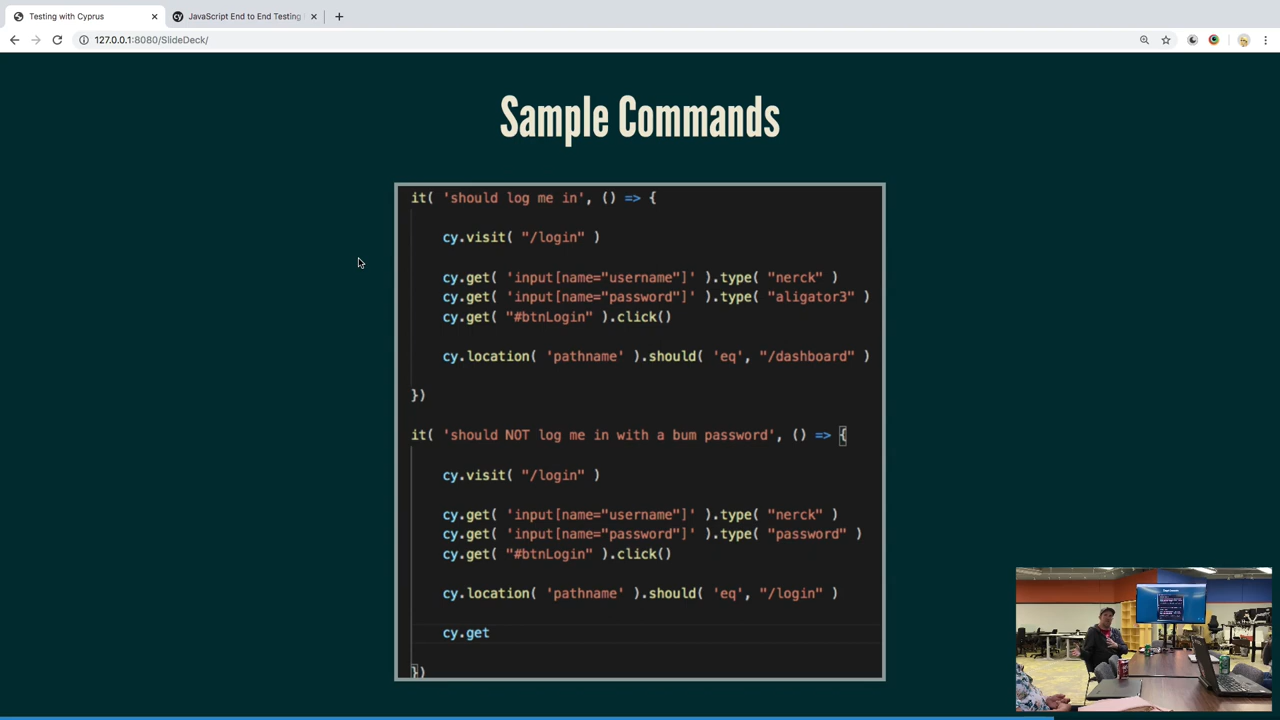 Testing with Cyprus
JavaScript End to End Testing
127.0.0.1:8080/SlideDeck/
Sample Commands
it( 'should log me in', () => {
cy.visit( "/login" )
cy.get( 'input[name="username"]' ).type( "nerck" )
cy.get( 'input[name="password"]' ).type( "aligator3" )
cy.get( "#btnLogin" ).click()
cy.location( 'pathname' ).should( 'eq', "/dashboard" )
})
it( 'should NOT log me in with a bum password', () => {
cy.visit( "/login" )
cy.get( 'input[name="username"]' ).type( "nerck" )
cy.get( 'input[name="password"]' ).type( "password" )
cy.get( "#btnLogin" ).click()
cy.location( 'pathname' ).should( 'eq', "/login" )
cy.get
})